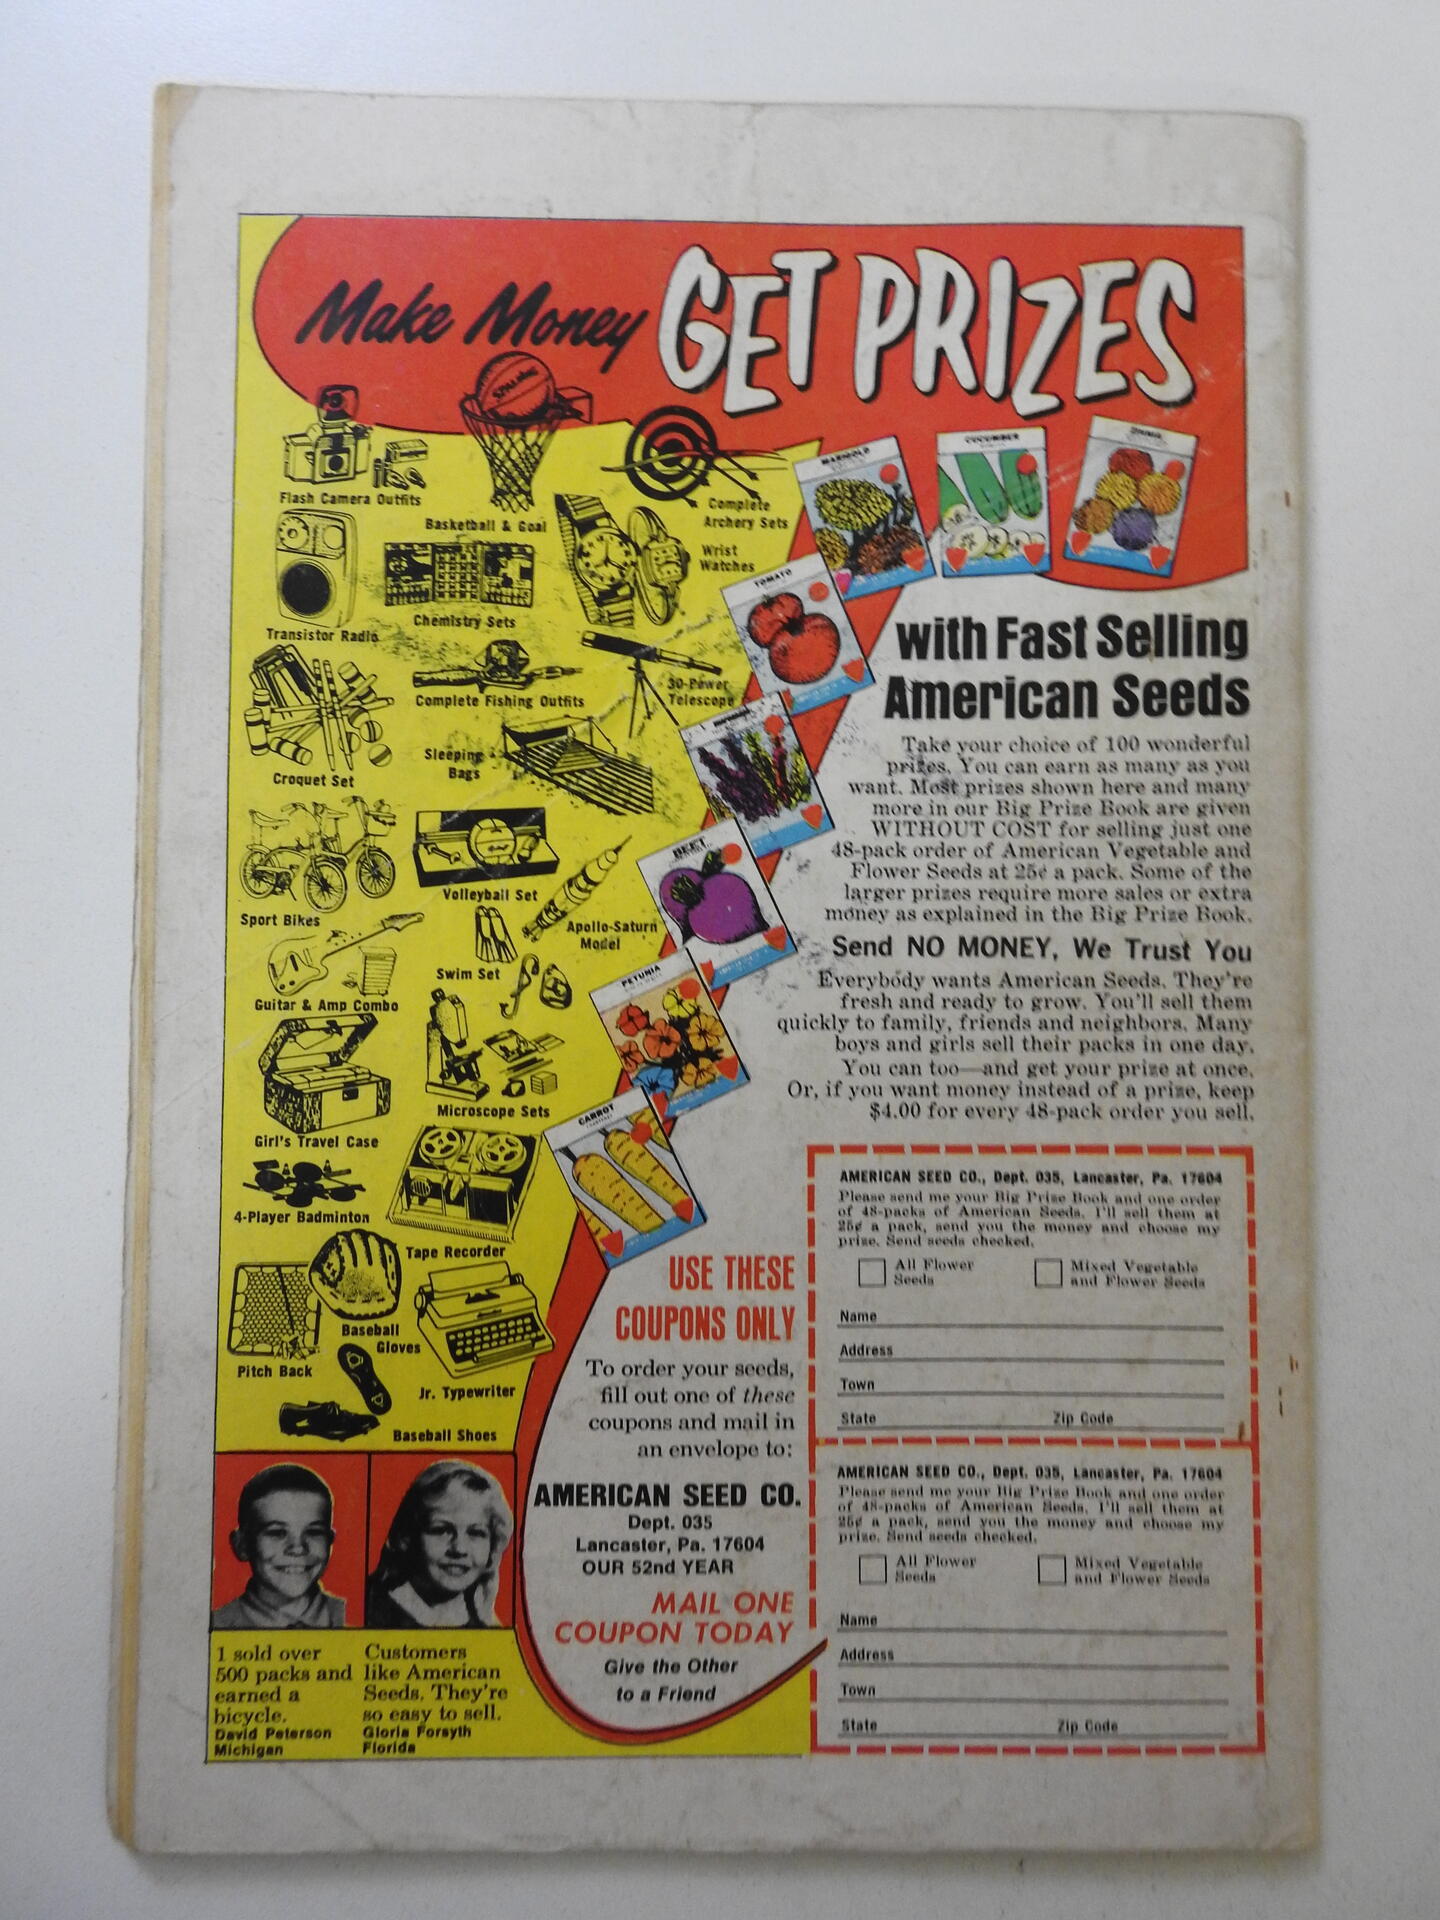 Make Money GET PRIZES
SPALDING
Flash Camera Outfits
Basketball & Goal
Complete
Archery Sets
Wrist
Watches
Transistor Radio
Chemistry Sets
Complete Fishing Outfits
30-Power
Telescope
Croquet Set
Sleeping
Bags
Sport Bikes
Volleyball Set
Apollo-Saturn
Model
Swim Set
Guitar & Amp Combo
Microscope Sets
Girl's Travel Case
4-Player Badminton
Tape Recorder
Baseball
Gloves
Pitch Back
Jr. Typewriter
Baseball Shoes
MARIGOLD
CUCUMBER
ZINNIA
TOMATO
BEET
PETUNIA
CARROT
with Fast Selling
American Seeds
Take your choice of 100 wonderful
prizes. You can earn as many as you
want. Most prizes shown here and many
more in our Big Prize Book are given
WITHOUT COST for selling just one
48-pack order of American Vegetable and
Flower Seeds at 25¢ a pack. Some of the
larger prizes require more sales or extra
money as explained in the Big Prize Book.
Send NO MONEY, We Trust You
Everybody wants American Seeds. They're
fresh and ready to grow. You'll sell them
quickly to family, friends and neighbors. Many
boys and girls sell their packs in one day.
You can too—and get your prize at once.
Or, if you want money instead of a prize, keep
$4.00 for every 48-pack order you sell.
USE THESE
COUPONS ONLY
To order your seeds,
fill out one of these
coupons and mail in
an envelope to:
AMERICAN SEED CO.
Dept. 035
Lancaster, Pa. 17604
OUR 52nd YEAR
MAIL ONE
COUPON TODAY
Give the Other
to a Friend
AMERICAN SEED CO., Dept. 035, Lancaster, Pa. 17604
Please send me your Big Prize Book and one order
of 48-packs of American Seeds. I'll sell them at
25¢ a pack, send you the money and choose my
prize. Send seeds checked.
All Flower
Seeds
Mixed Vegetable
and Flower Seeds
Name
Address
Town
State Zip Code
AMERICAN SEED CO., Dept. 035, Lancaster, Pa. 17604
Please send me your Big Prize Book and one order
of 48-packs of American Seeds. I'll sell them at
25¢ a pack, send you the money and choose my
prize. Send seeds checked.
All Flower
Seeds
Mixed Vegetable
and Flower Seeds
Name
Address
Town
State Zip Code
I sold over
500 packs and
earned a
bicycle.
David Peterson
Michigan
Customers
like American
Seeds. They're
so easy to sell.
Gloria Forsyth
Florida